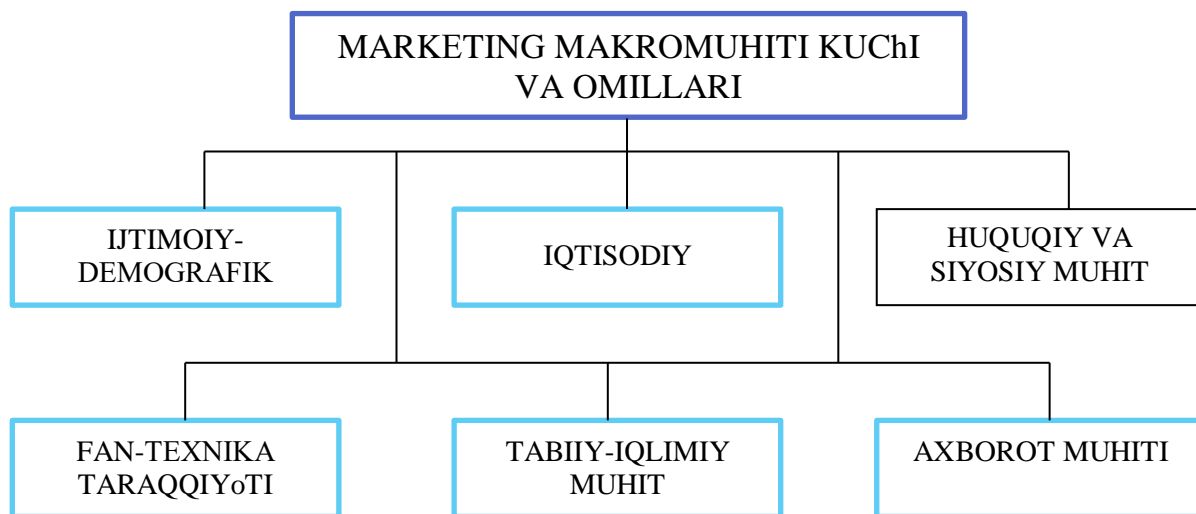 MARKETING MAKROMUHITI KUChI
VA OMILLARI
IJTIMOIY-
DEMOGRAFIK
IQTISODIY
HUQUQIY VA
SIYOSIY MUHIT
FAN-TEXNIKA
TARAQQIYoTI
TABIIY-IQLIMIY
MUHIT
AXBOROT MUHITI